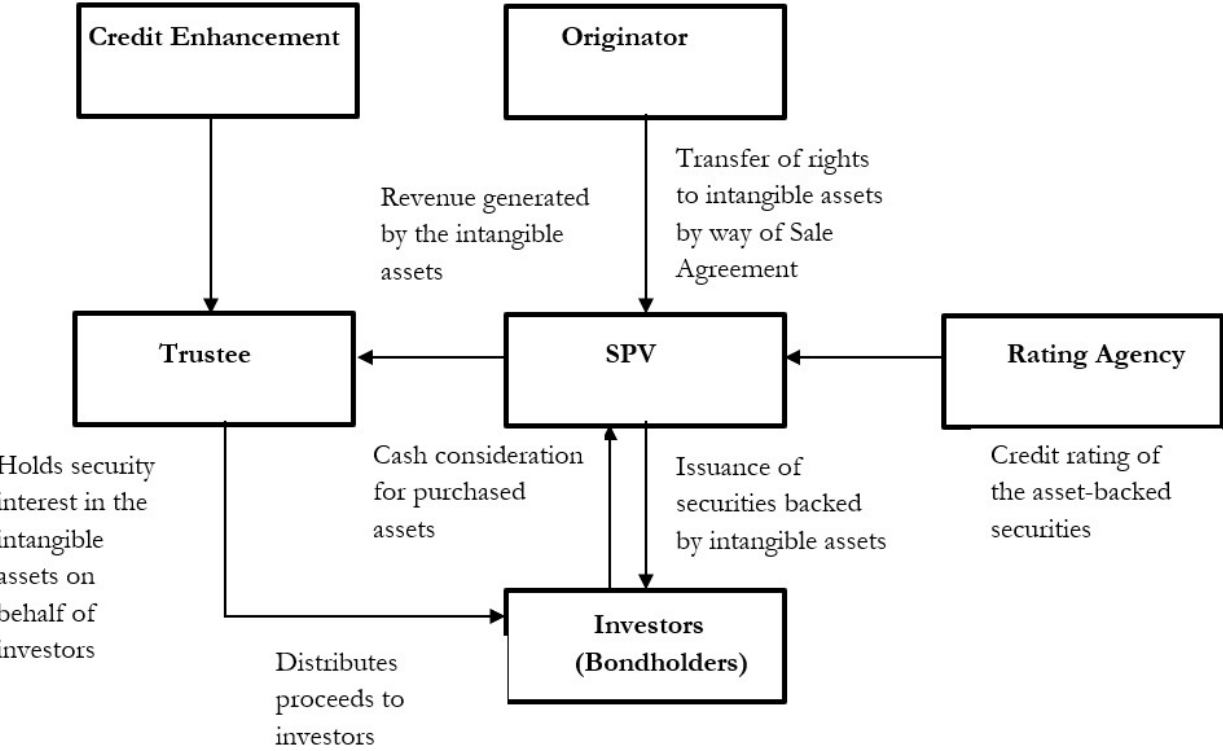 Credit Enhancement
Originator
Transfer of rights
to intangible assets
by way of Sale
Agreement
Revenue generated
by the intangible
assets
Trustee
SPV
Rating Agency
Holds security
interest in the
intangible
assets on
behalf of
investors
Cash consideration
for purchased
assets
Issuance of
securities backed
by intangible assets
Credit rating of
the asset-backed
securities
Investors
(Bondholders)
Distributes
proceeds to
investors